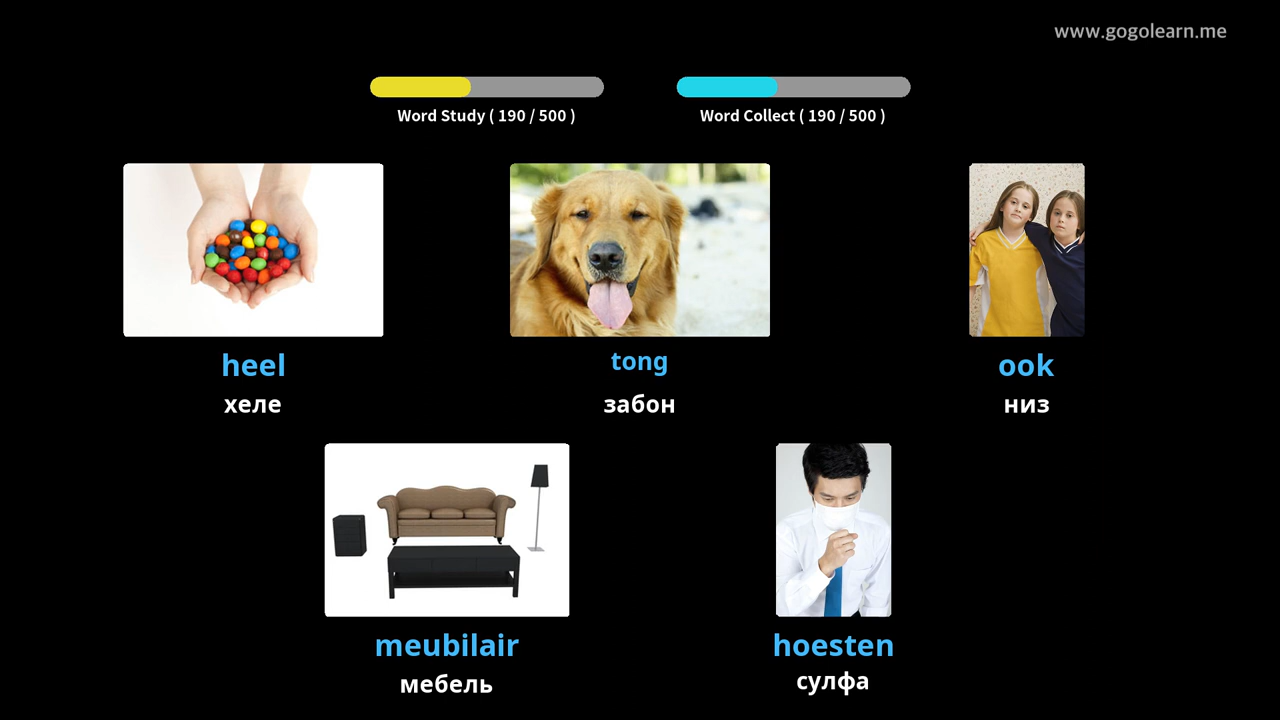 www.gogolearn.me
Word Study ( 190 / 500 )
Word Collect ( 190 / 500 )
heel
хеле
tong
забон
ook
низ
meubilair
мебель
hoesten
сулфа